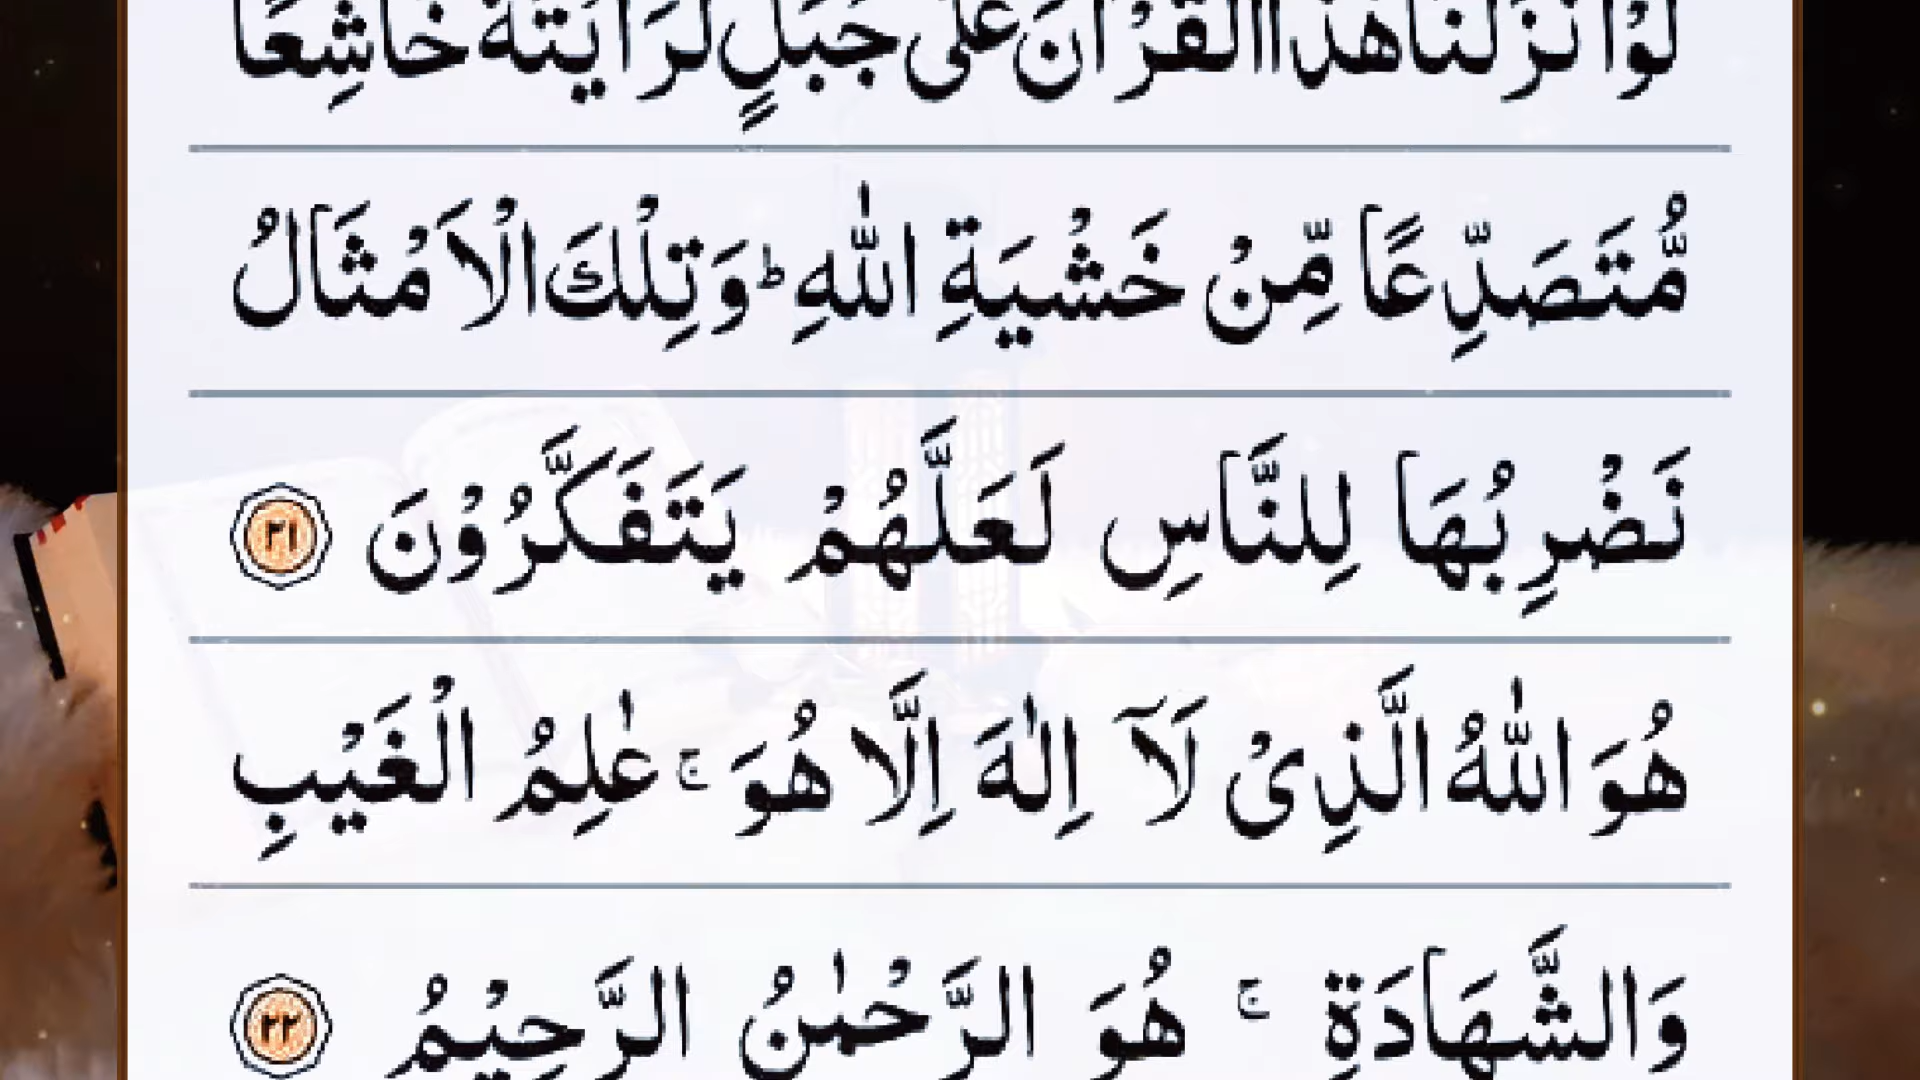 لَوْ اَنْزَلْنَا هٰذَا الْقُرْاٰنَ عَلٰى جَبَلٍ لَّرَاَيْتَهٗ خَاشِعًا
مُّتَصَدِّعًا مِّنْ خَشْيَةِ اللّٰهِ ؕ وَتِلْكَ الْاَمْثَالُ
نَضْرِبُهَا لِلنَّاسِ لَعَلَّهُمْ يَتَفَكَّرُوْنَ ۲۱
هُوَ اللّٰهُ الَّذِىْ لَاۤ اِلٰهَ اِلَّا هُوَ ۚ عٰلِمُ الْغَيْبِ
وَالشَّهَادَةِ ۚ هُوَ الرَّحْمٰنُ الرَّحِيْمُ ۲۲